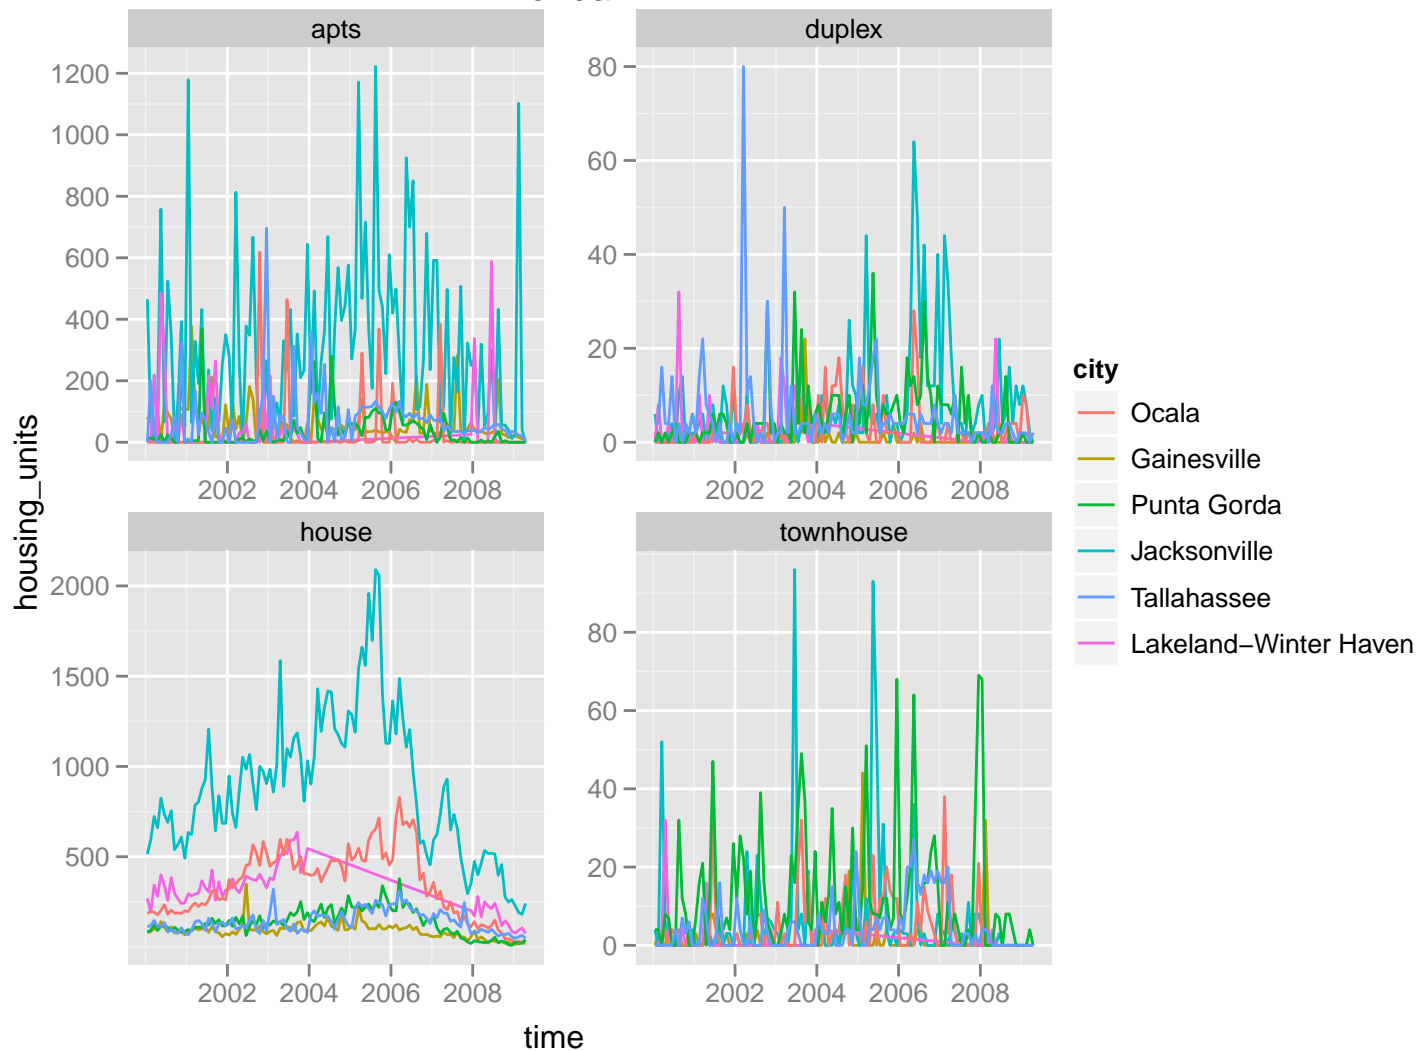 apts
duplex
1200
1000
800
600
400
200
0
80
60
40
20
0
2002 2004 2006 2008
2002 2004 2006 2008
house
townhouse
2000
1500
1000
500
80
60
40
20
0
2002 2004 2006 2008
2002 2004 2006 2008
housing_units
time
city
Ocala
Gainesville
Punta Gorda
Jacksonville
Tallahassee
Lakeland−Winter Haven